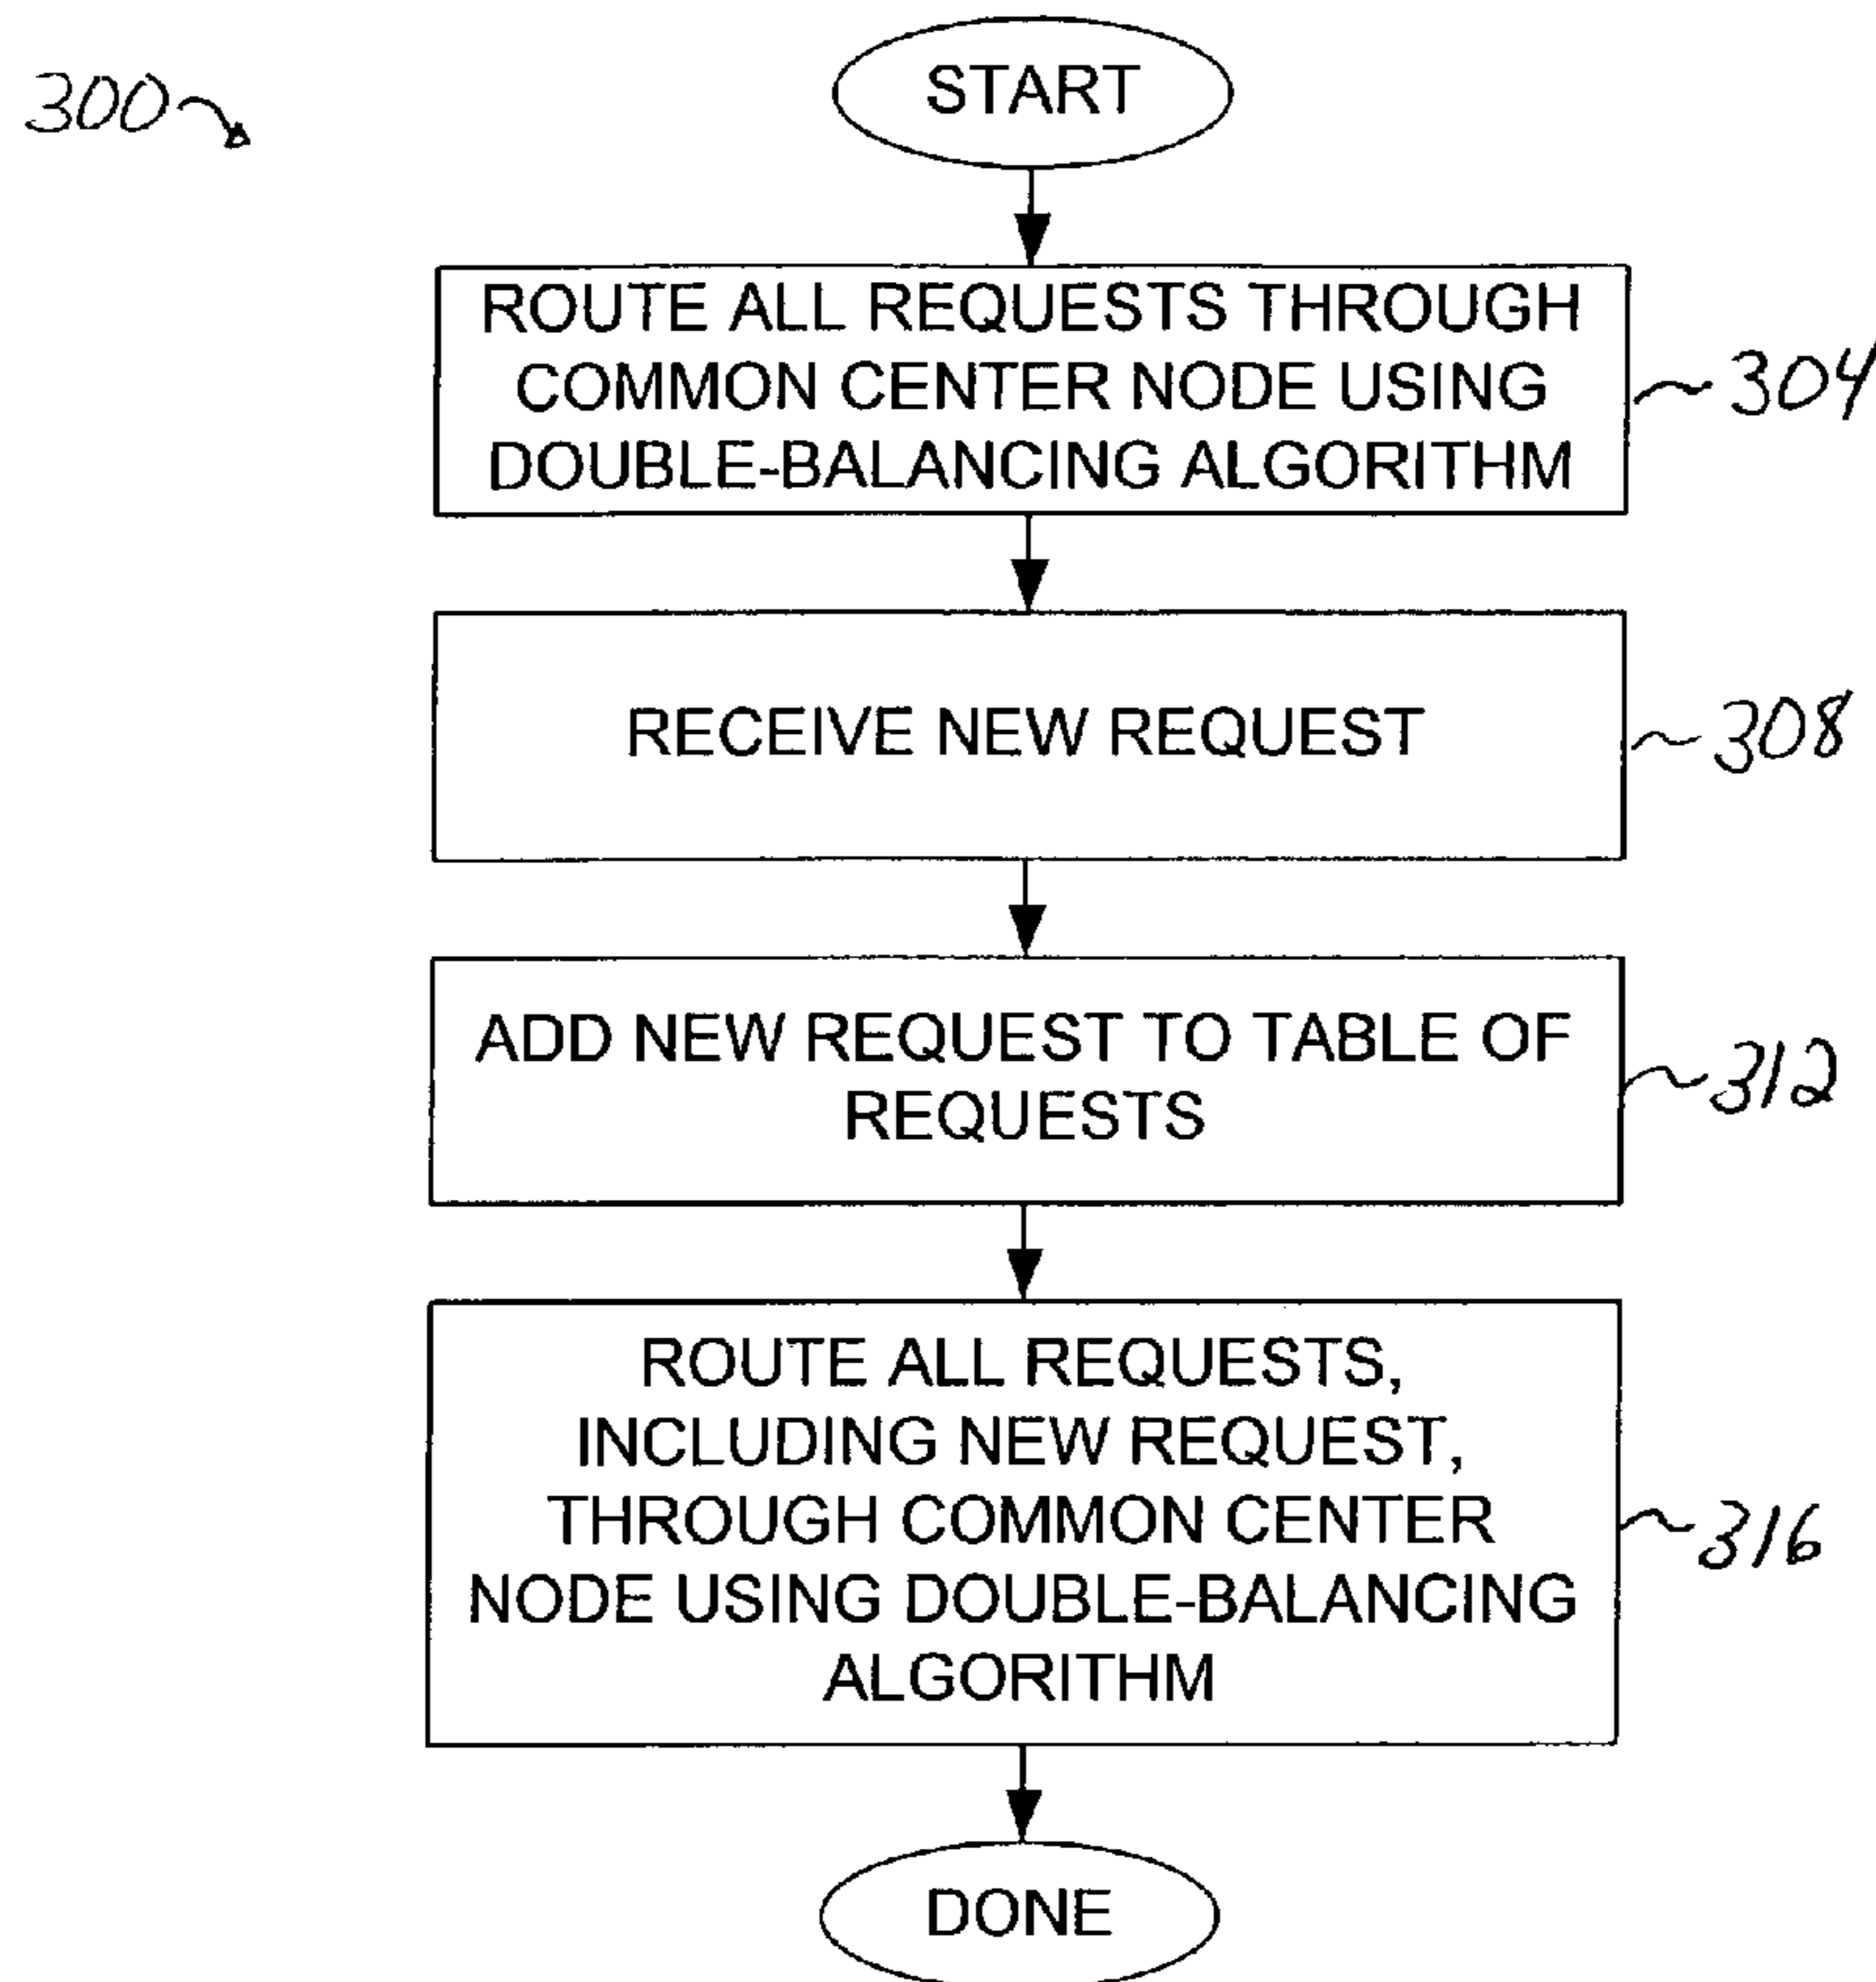 300
START
ROUTE ALL REQUESTS THROUGH
COMMON CENTER NODE USING
DOUBLE-BALANCING ALGORITHM
304
RECEIVE NEW REQUEST
308
ADD NEW REQUEST TO TABLE OF
REQUESTS
312
ROUTE ALL REQUESTS,
INCLUDING NEW REQUEST,
THROUGH COMMON CENTER
NODE USING DOUBLE-BALANCING
ALGORITHM
316
DONE